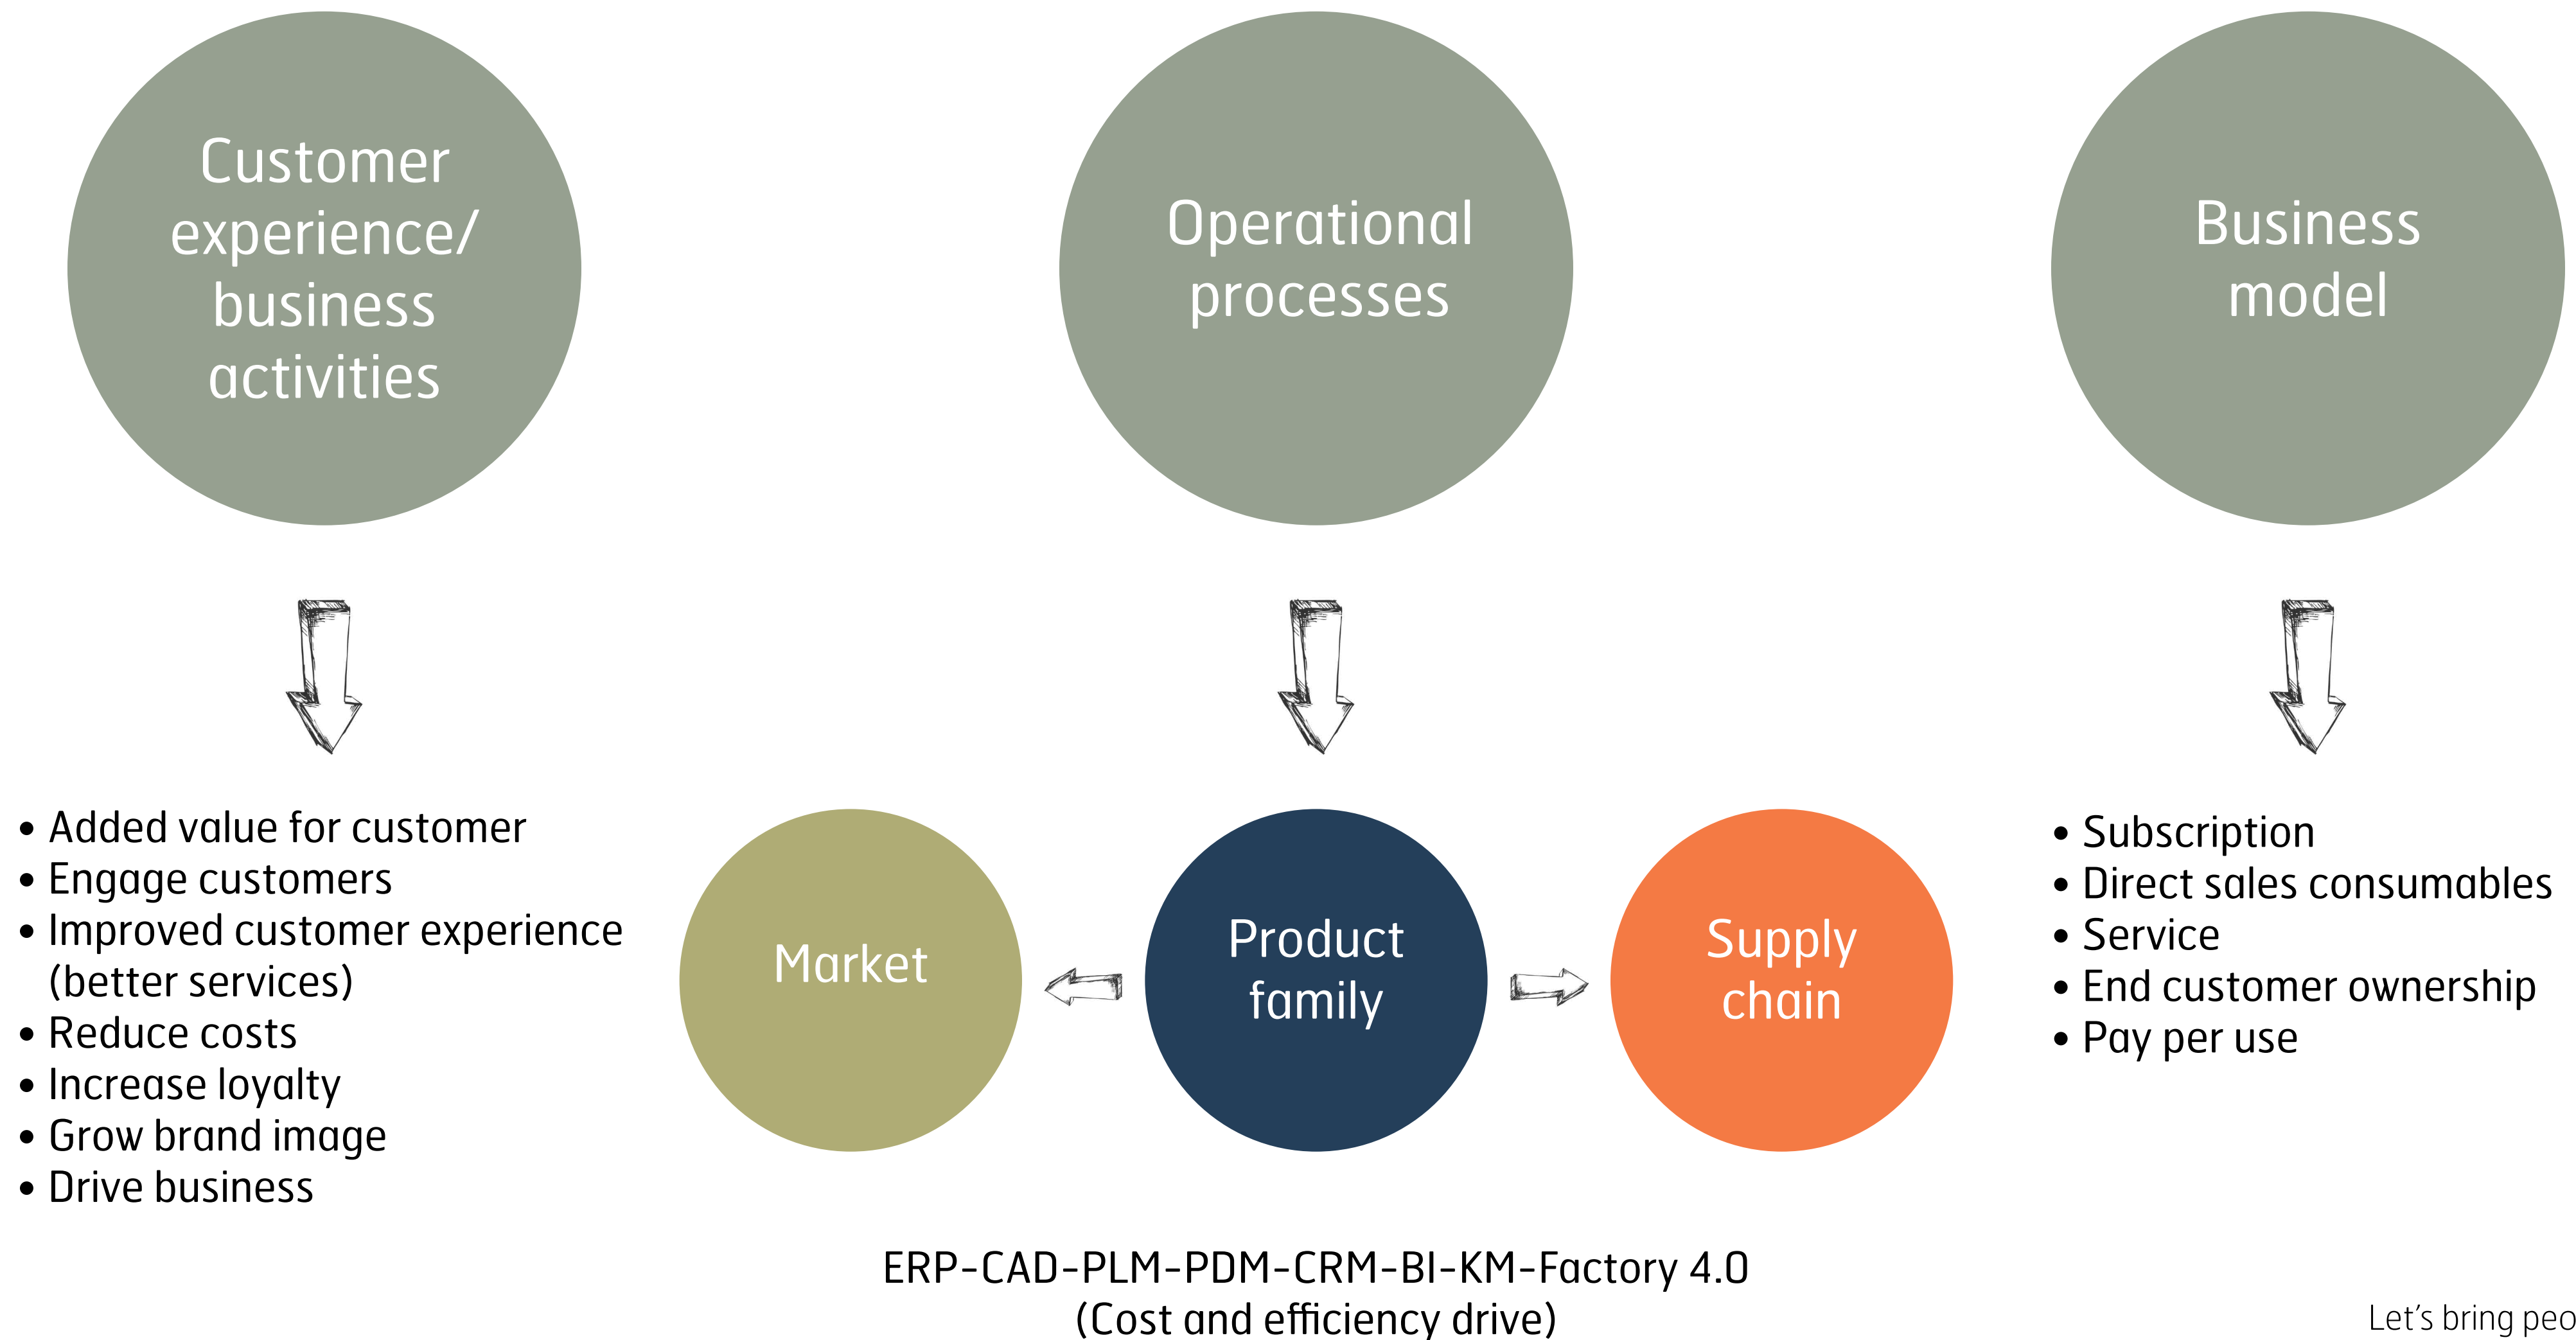 Customer
experience/
business
activities
Operational
processes
Business
model
• Added value for customer
• Engage customers
• Improved customer experience
(better services)
• Reduce costs
• Increase loyalty
• Grow brand image
• Drive business
Market
Product
family
Supply
chain
• Subscription
• Direct sales consumables
• Service
• End customer ownership
• Pay per use
ERP-CAD-PLM-PDM-CRM-BI-KM-Factory 4.0
(Cost and efficiency drive)
Let's bring